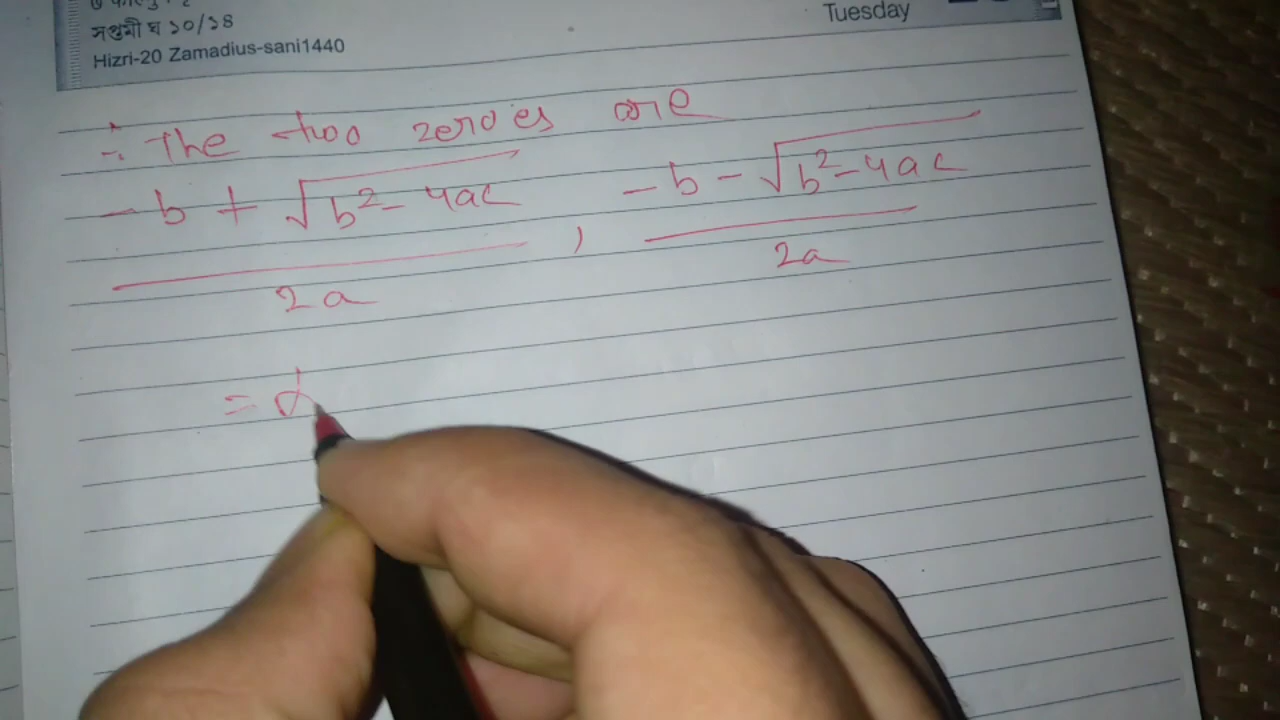 সপ্তমী ঘ ১০/১৪
Tuesday
Hizri-20 Zamadius-sani1440
∴ The two zeroes are
-b + √b²-4ac , -b - √b²-4ac
2a 2a
=